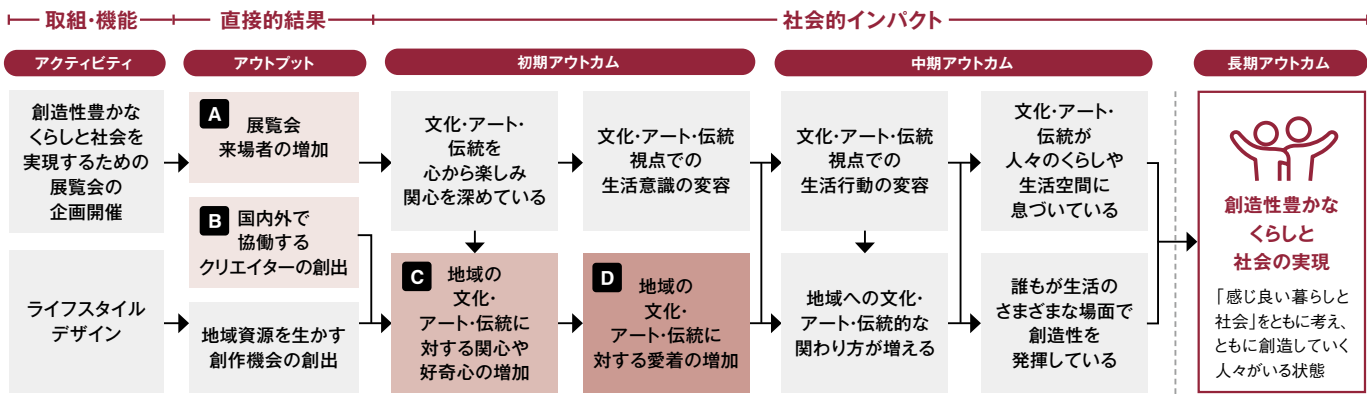 取組・機能
直接的結果
社会的インパクト
アクティビティ
アウトプット
初期アウトカム
中期アウトカム
長期アウトカム
創造性豊かな
くらしと社会を
実現するための
展覧会の
企画開催
ライフスタイル
デザイン
A
展覧会
来場者の増加
B
国内外で
協働する
クリエイターの創出
地域資源を生かす
創作機会の創出
文化・アート・
伝統を
心から楽しみ
関心を深めている
C
地域の
文化・
アート・伝統に
対する関心や
好奇心の増加
文化・アート・伝統
視点での
生活意識の変容
D
地域の
文化・
アート・伝統に
対する愛着の増加
文化・アート・伝統
視点での
生活行動の変容
地域への文化・
アート・伝統的な
関わり方が増える
文化・アート・
伝統が
人々のくらしや
生活空間に
息づいている
誰もが生活の
さまざまな場面で
創造性を
発揮している
創造性豊かな
くらしと
社会の実現
「感じ良い暮らしと
社会」をともに考え、
ともに創造していく
人々がいる状態